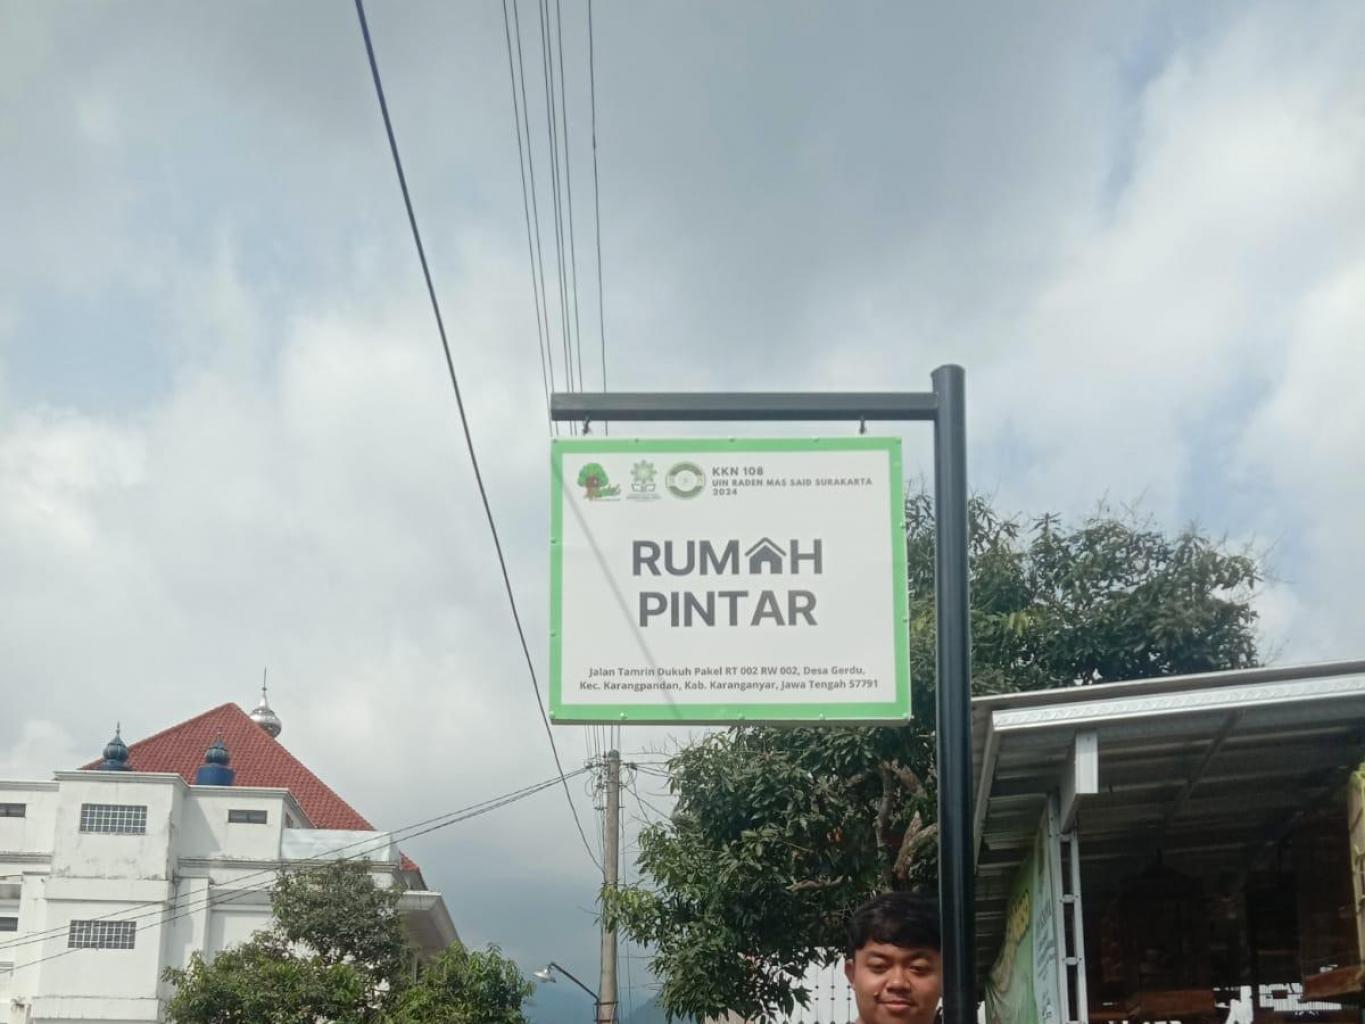 KKN 108
UIN RADEN MAS SAID SURAKARTA
2024
RUMAH
PINTAR
Jalan Tamrin Dukuh Pakel RT 002 RW 002, Desa Gerdu,
Kec. Karangpandan, Kab. Karanganyar, Jawa Tengah 57791